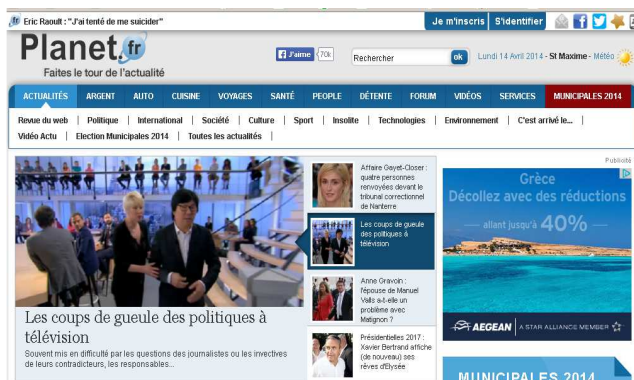 Eric Raoult : "J'ai tenté de me suicider"
Je m'inscris S'identifier
Planet.fr
Faites le tour de l'actualité
J'aime 70k
Rechercher ok
Lundi 14 Avril 2014 - St Maxime - Météo
ACTUALITÉS ARGENT AUTO CUISINE VOYAGES SANTÉ PEOPLE DÉTENTE FORUM VIDÉOS SERVICES MUNICIPALES 2014
Revue du web | Politique | International | Société | Culture | Sport | Insolite | Technologies | Environnement | C'est arrivé le... |
Vidéo Actu | Election Municipales 2014 | Toutes les actualités |
Les coups de gueule des politiques à
télévision
Souvent mis en difficulté par les questions des journalistes ou les invectives
de leurs contradicteurs, les responsables...
Affaire Gayet-Closer :
quatre personnes
renvoyées devant le
tribunal correctionnel
de Nanterre
Les coups de gueule
des politiques à
télévision
Anne Gravoin :
l'épouse de Manuel
Valls a-t-elle un
problème avec
Matignon ?
Présidentielles 2017 :
Xavier Bertrand affiche
(de nouveau) ses
rêves d'Elysée
Publicité
Grèce
Décollez avec des réductions
allant jusqu'à 40%
AEGEAN | A STAR ALLIANCE MEMBER
MUNICIPALES 2014